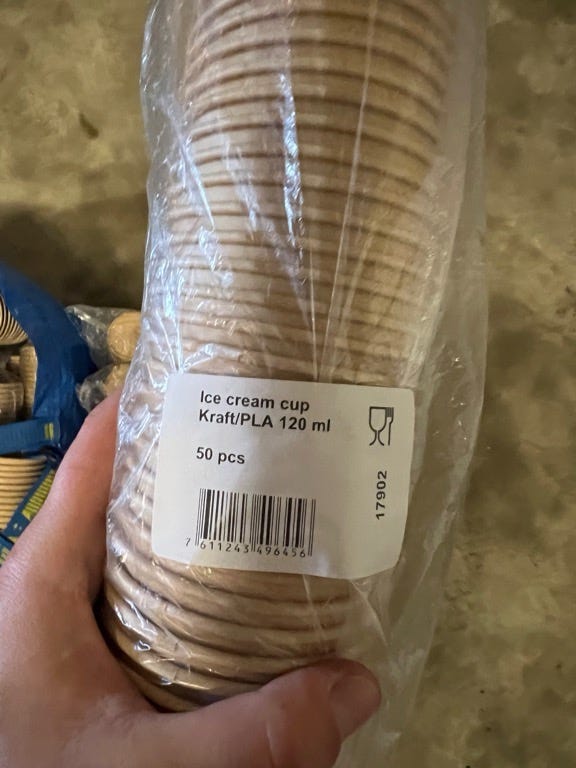 Ice cream cup
Kraft/PLA 120 ml
50 pcs
17902
7 611243 496456